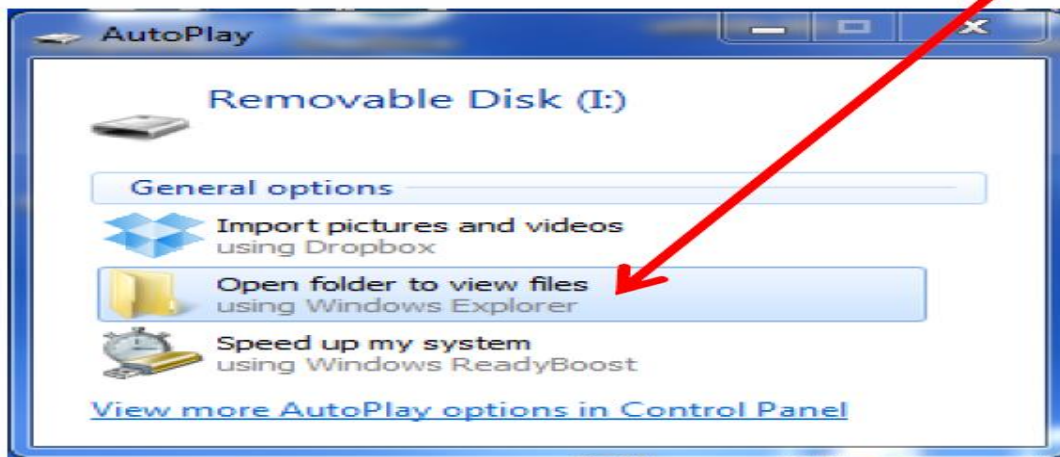 AutoPlay
Removable Disk (I:)
General options
Import pictures and videos
using Dropbox
Open folder to view files
using Windows Explorer
Speed up my system
using Windows ReadyBoost
View more AutoPlay options in Control Panel